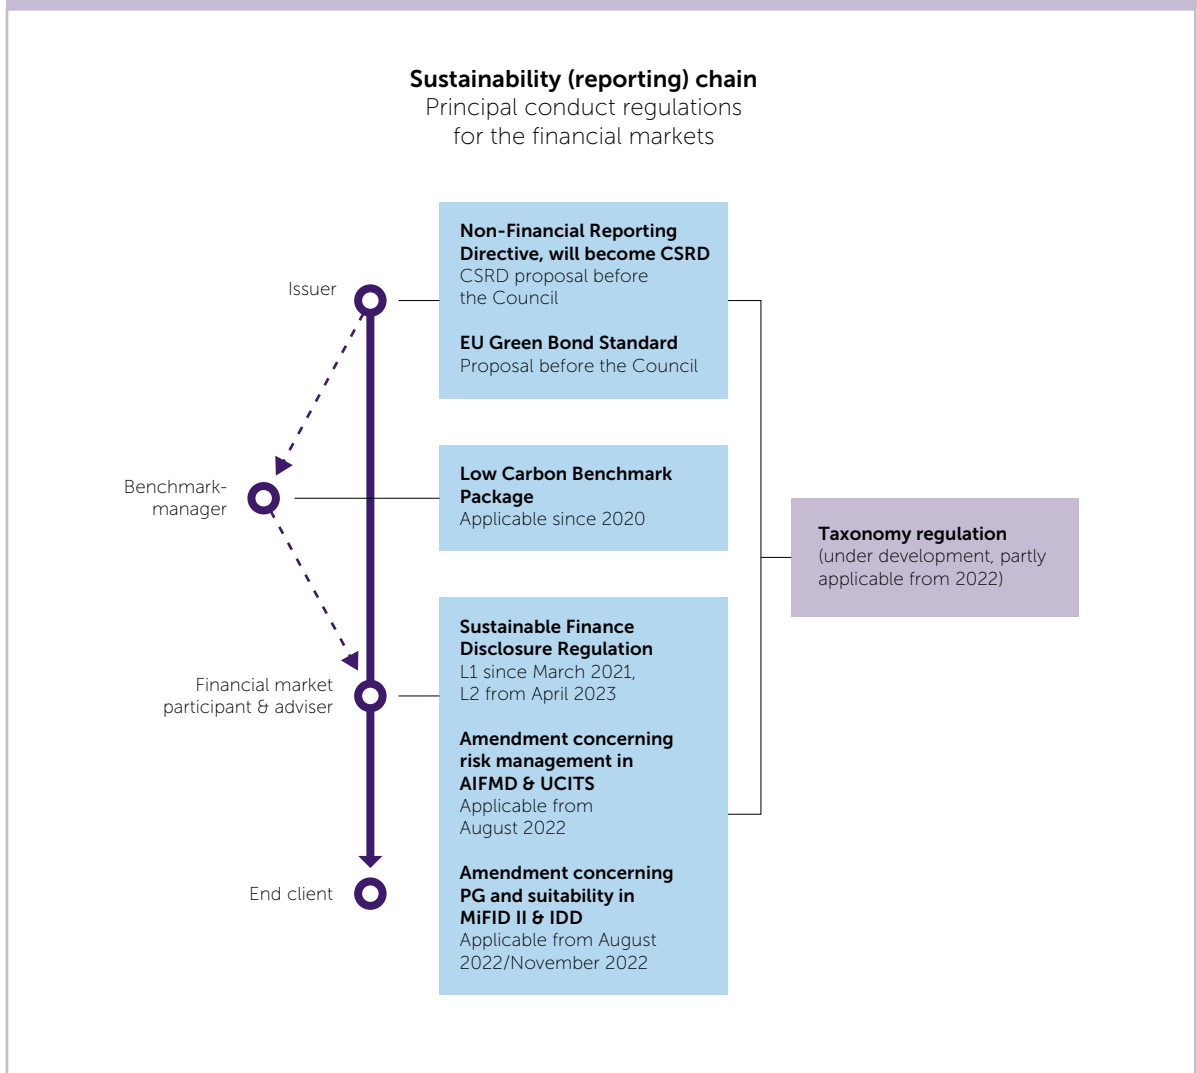 Sustainability (reporting) chain
Principal conduct regulations
for the financial markets
Issuer
Non-Financial Reporting
Directive, will become CSRD
CSRD proposal before
the Council
EU Green Bond Standard
Proposal before the Council
Benchmark-
manager
Low Carbon Benchmark
Package
Applicable since 2020
Taxonomy regulation
(under development, partly
applicable from 2022)
Financial market
participant & adviser
Sustainable Finance
Disclosure Regulation
L1 since March 2021,
L2 from April 2023
Amendment concerning
risk management in
AIFMD & UCITS
Applicable from
August 2022
End client
Amendment concerning
PG and suitability in
MiFID II & IDD
Applicable from August
2022/November 2022